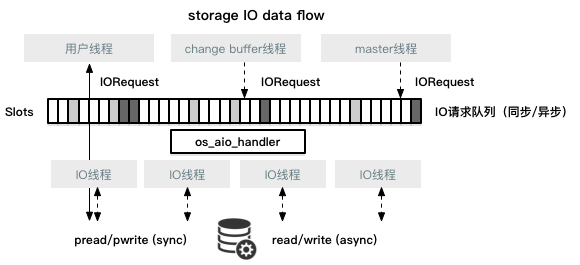 storage IO data flow
用户线程
change buffer线程
master线程
IORequest
IORequest
IORequest
Slots
IO请求队列（同步/异步）
os_aio_handler
IO线程
IO线程
IO线程
IO线程
pread/pwrite (sync)
read/write (async)